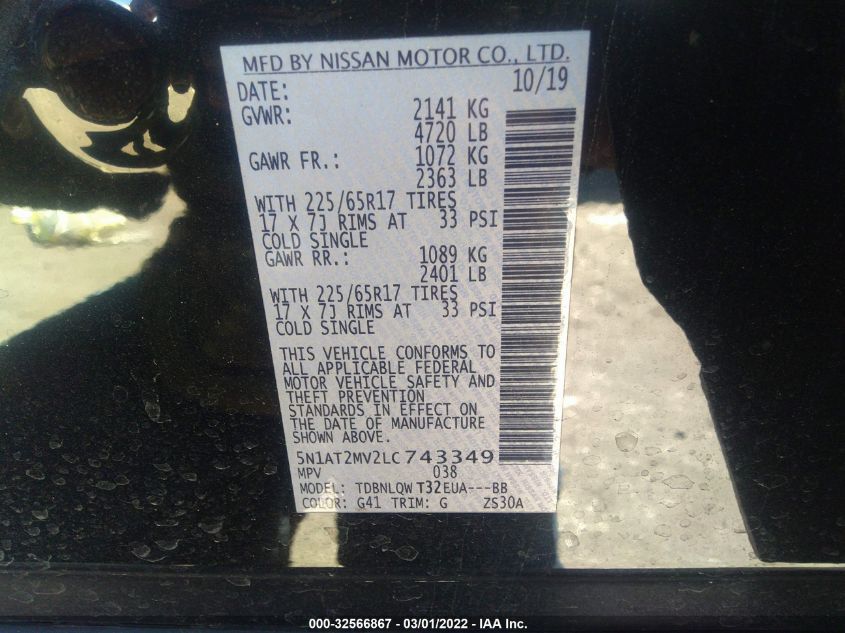 MFD BY NISSAN MOTOR CO., LTD.
DATE: 10/19
GVWR: 2141 KG
4720 LB
GAWR FR.: 1072 KG
2363 LB
WITH 225/65R17 TIRES
17 X 7J RIMS AT 33 PSI
COLD SINGLE
GAWR RR.: 1089 KG
2401 LB
WITH 225/65R17 TIRES
17 X 7J RIMS AT 33 PSI
COLD SINGLE
THIS VEHICLE CONFORMS TO
ALL APPLICABLE FEDERAL
MOTOR VEHICLE SAFETY AND
THEFT PREVENTION
STANDARDS IN EFFECT ON
THE DATE OF MANUFACTURE
SHOWN ABOVE
5N1AT2MV2LC743349
MPV 038
MODEL: TDBNLQWT32EUA---BB
COLOR: G41 TRIM: G ZS30A
000-32566867 - 03/01/2022 - IAA Inc.